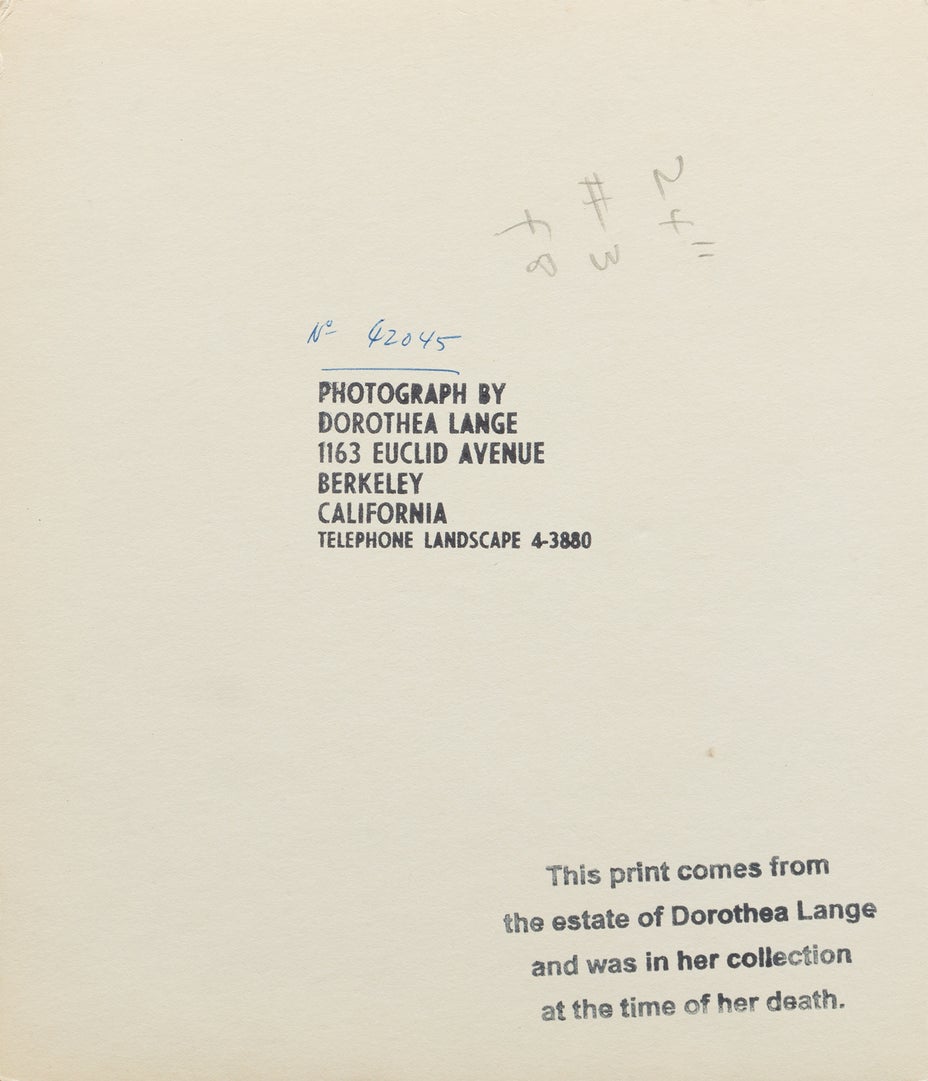 Nº 42045
PHOTOGRAPH BY
DOROTHEA LANGE
1163 EUCLID AVENUE
BERKELEY
CALIFORNIA
TELEPHONE LANDSCAPE 4-3880
This print comes from
the estate of Dorothea Lange
and was in her collection
at the time of her death.